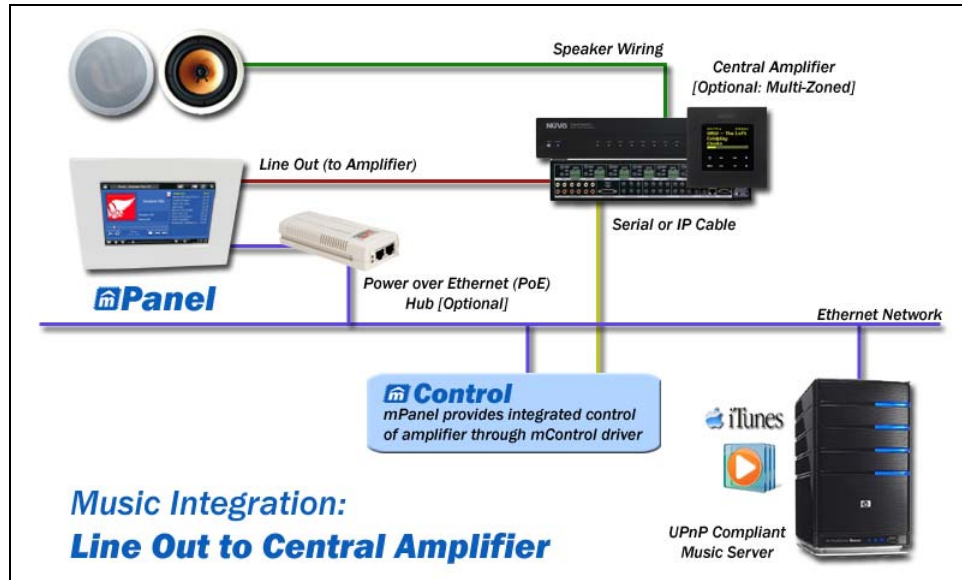 Speaker Wiring
Central Amplifier
[Optional: Multi-Zoned]
NUVO
Line Out (to Amplifier)
Serial or IP Cable
Power over Ethernet (PoE)
Hub [Optional]
mPanel
Ethernet Network
mControl
mPanel provides integrated control
of amplifier through mControl driver
iTunes
Music Integration:
Line Out to Central Amplifier
UPnP Compliant
Music Server
hp